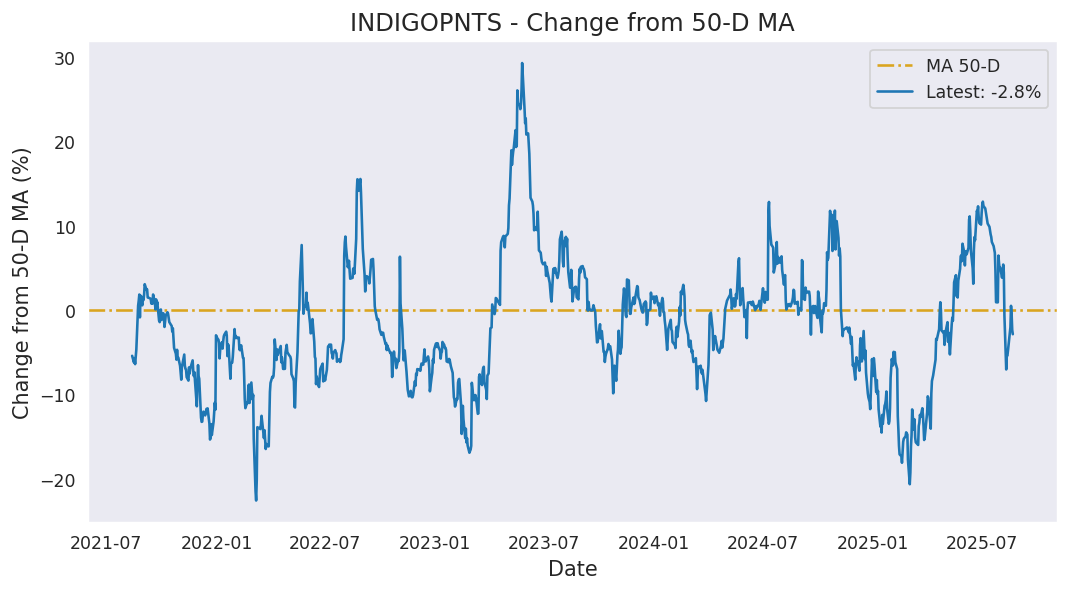 INDIGOPNTS - Change from 50-D MA
MA 50-D
Latest: -2.8%
Change from 50-D MA (%)
30
20
10
0
−10
−20
2021-07 2022-01 2022-07 2023-01 2023-07 2024-01 2024-07 2025-01 2025-07
Date